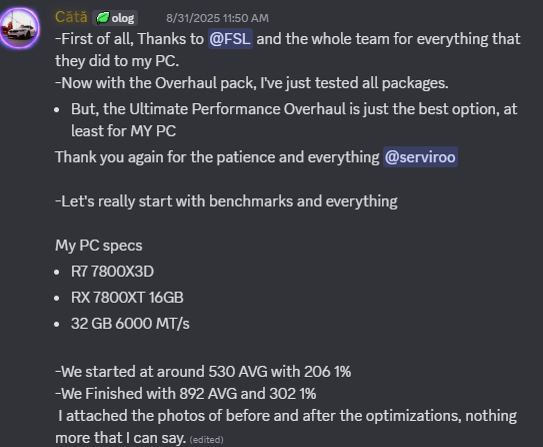 Cătă olog 8/31/2025 11:50 AM
-First of all, Thanks to @FSL and the whole team for everything that
they did to my PC.
-Now with the Overhaul pack, I've just tested all packages.
• But, the Ultimate Performance Overhaul is just the best option, at
least for MY PC
Thank you again for the patience and everything @serviroo
-Let's really start with benchmarks and everything
My PC specs
• R7 7800X3D
• RX 7800XT 16GB
• 32 GB 6000 MT/s
-We started at around 530 AVG with 206 1%
-We Finished with 892 AVG and 302 1%
I attached the photos of before and after the optimizations, nothing
more that I can say. (edited)